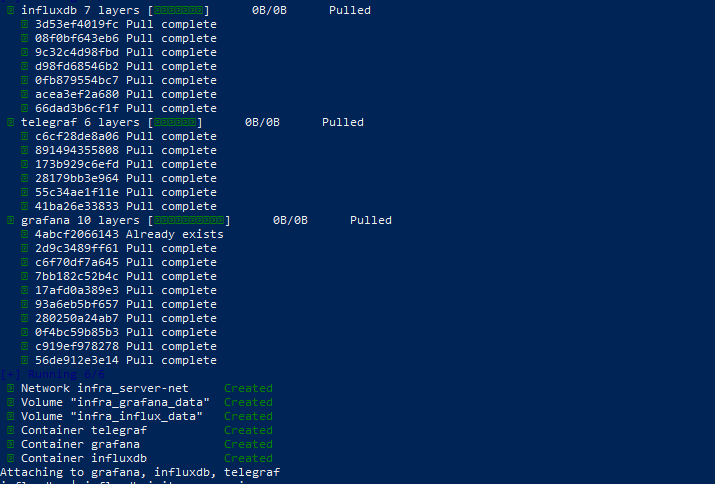 influxdb 7 layers [] 0B/0B Pulled
3d53ef4019fc Pull complete
08f0bf643eb6 Pull complete
9c32c4d98fbd Pull complete
d98fd68546b2 Pull complete
0fb879554bc7 Pull complete
acea3ef2a680 Pull complete
66dad3b6cf1f Pull complete
telegraf 6 layers [] 0B/0B Pulled
c6cf28de8a06 Pull complete
891494355808 Pull complete
173b929c6efd Pull complete
28179bb3e964 Pull complete
55c34ae1f11e Pull complete
41ba26e33833 Pull complete
grafana 10 layers [] 0B/0B Pulled
4abcf2066143 Already exists
2d9c3489ff61 Pull complete
c6f70df7a645 Pull complete
7bb182c52b4c Pull complete
17afd0a389e3 Pull complete
93a6eb5bf657 Pull complete
280250a24ab7 Pull complete
0f4bc59b85b3 Pull complete
c919ef978278 Pull complete
56de912e3e14 Pull complete
[+] Running 6/6
Network infra_server-net Created
Volume "infra_grafana_data" Created
Volume "infra_influx_data" Created
Container telegraf Created
Container grafana Created
Container influxdb Created
Attaching to grafana, influxdb, telegraf